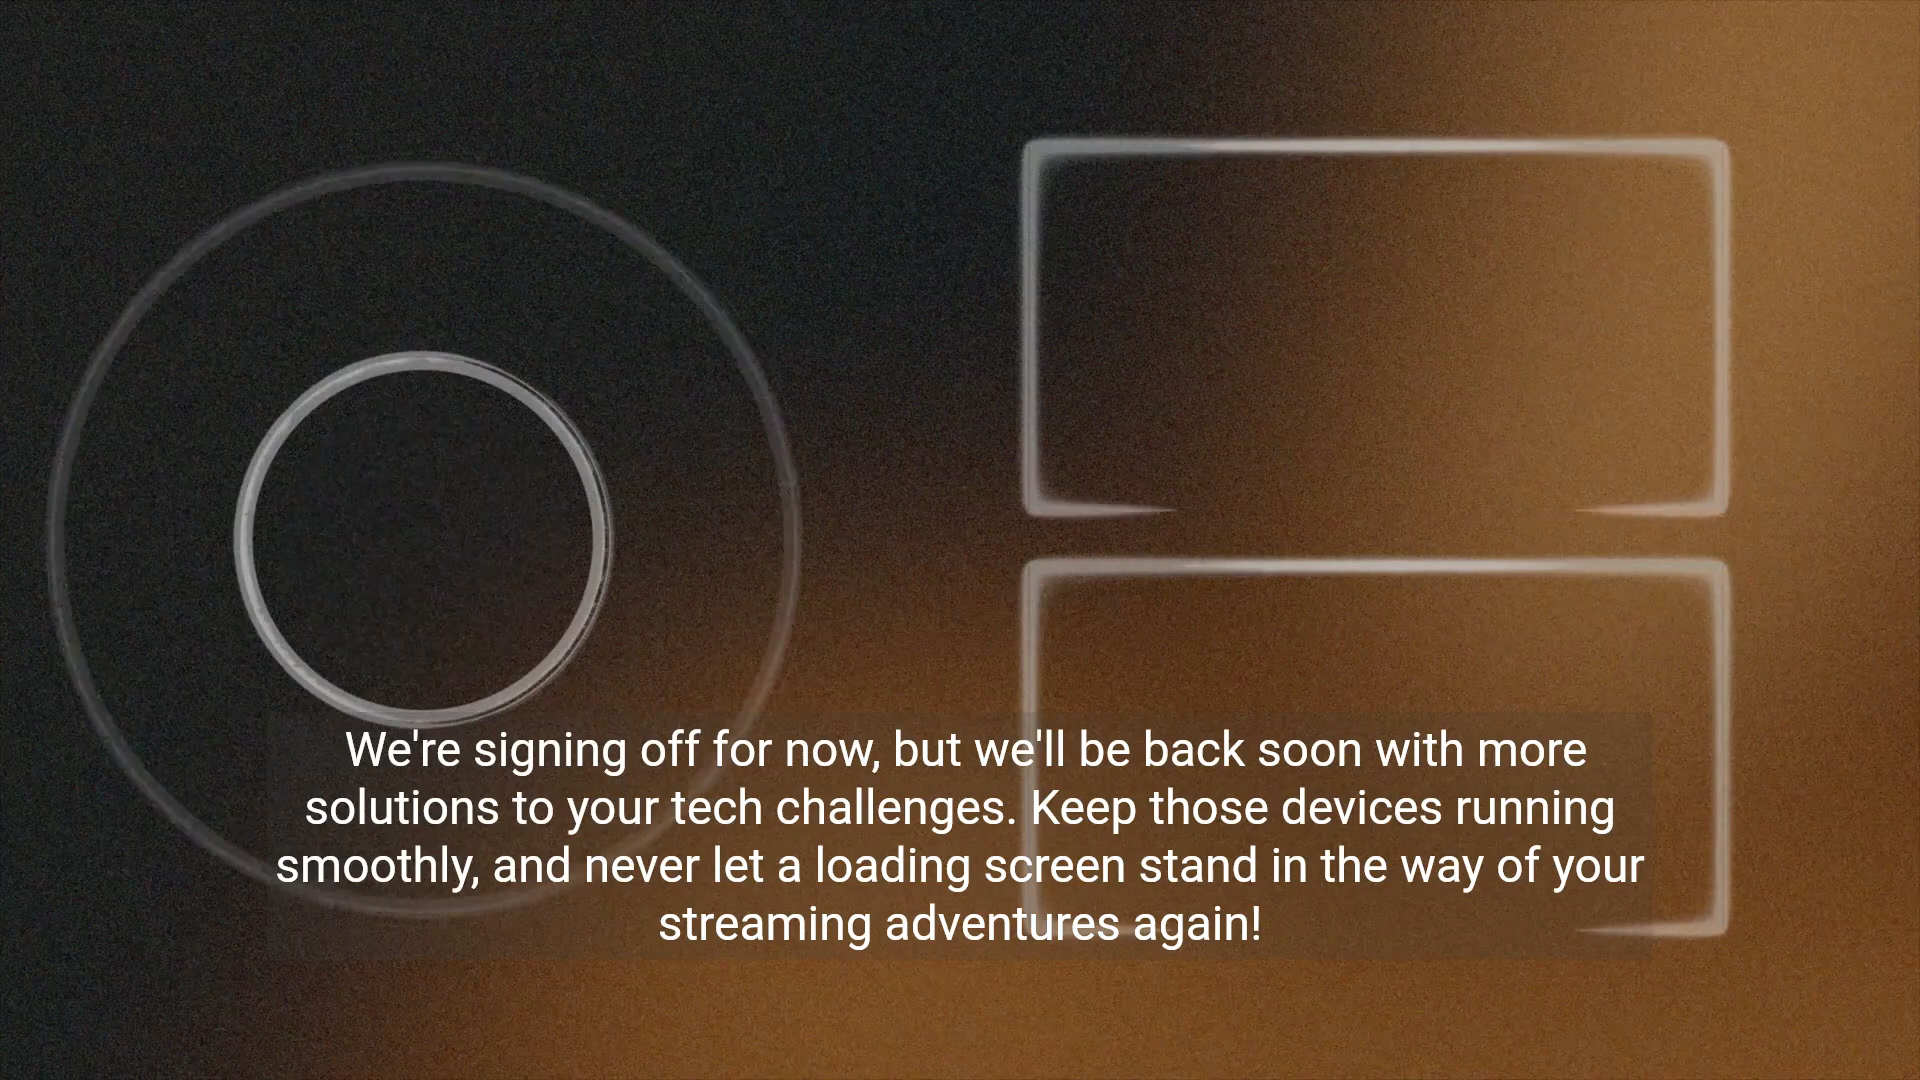 We're signing off for now, but we'll be back soon with more
solutions to your tech challenges. Keep those devices running
smoothly, and never let a loading screen stand in the way of your
streaming adventures again!